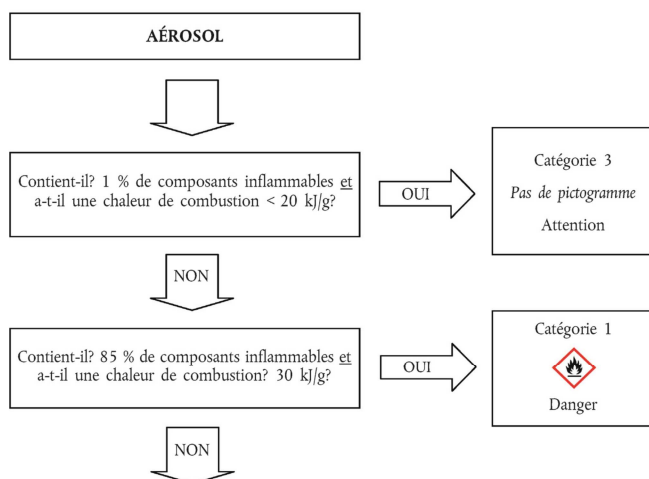 AÉROSOL
Contient-il? 1 % de composants inflammables et
a-t-il une chaleur de combustion < 20 kJ/g?
OUI
Catégorie 3
Pas de pictogramme
Attention
NON
Contient-il? 85 % de composants inflammables et
a-t-il une chaleur de combustion? 30 kJ/g?
OUI
Catégorie 1
Danger
NON